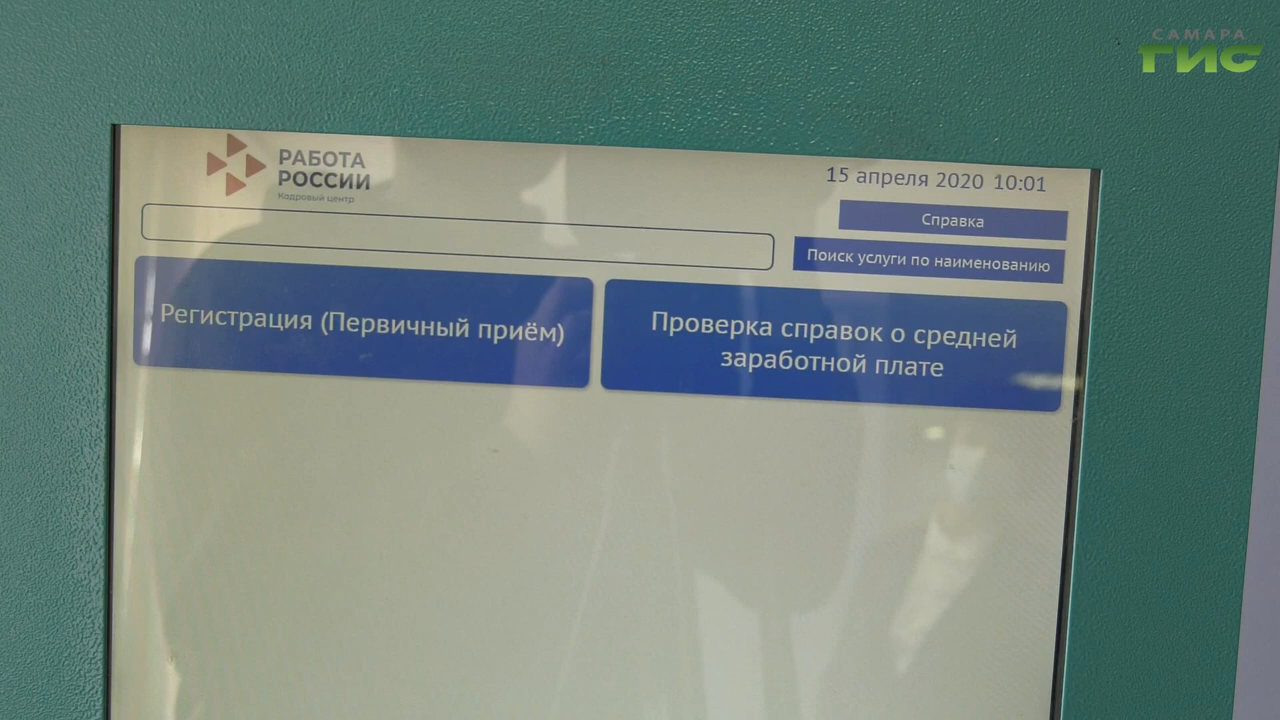 САМАРА
ГИС
РАБОТА
РОССИИ
Кадровый центр
15 апреля 2020 10:01
Справка
Поиск услуги по наименованию
Регистрация (Первичный приём)
Проверка справок о средней
заработной плате